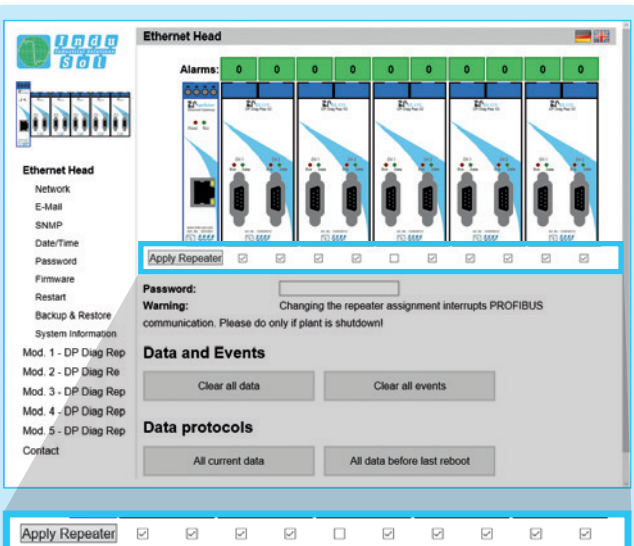 Indu
Industrial Solutions
Sol
Ethernet Head
Alarms: 0 0 0 0 0 0 0 0 0 0
Ethernet Head
Network
E-Mail
SNMP
Date/Time
Password
Firmware
Restart
Backup & Restore
System Information
Mod. 1 - DP Diag Rep
Mod. 2 - DP Diag Re
Mod. 3 - DP Diag Rep
Mod. 4 - DP Diag Rep
Mod. 5 - DP Diag Rep
Contact
Apply Repeater
Password:
Warning: Changing the repeater assignment interrupts PROFIBUS
communication. Please do only if plant is shutdown!
Data and Events
Clear all data Clear all events
Data protocols
All current data All data before last reboot
Apply Repeater